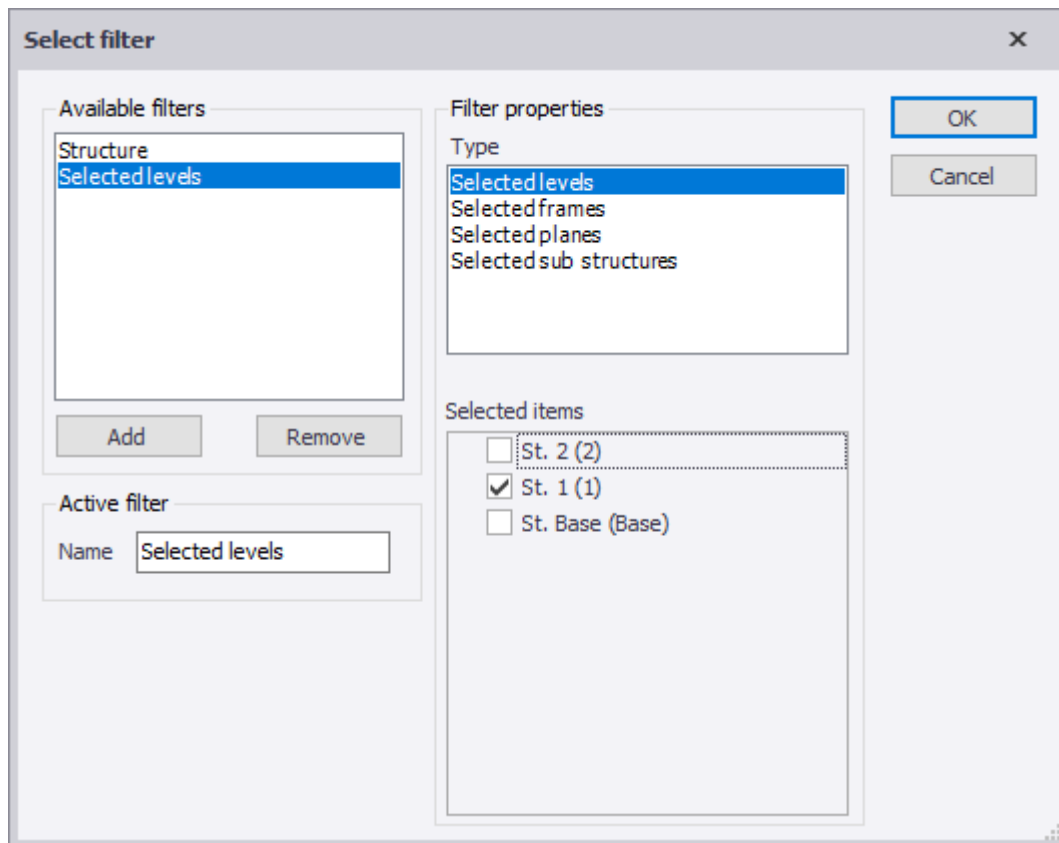 Select filter
Available filters
Structure
Selected levels
Add
Remove
Active filter
Name
Selected levels
Filter properties
Type
Selected levels
Selected frames
Selected planes
Selected sub structures
Selected items
St. 2 (2)
St. 1 (1)
St. Base (Base)
OK
Cancel